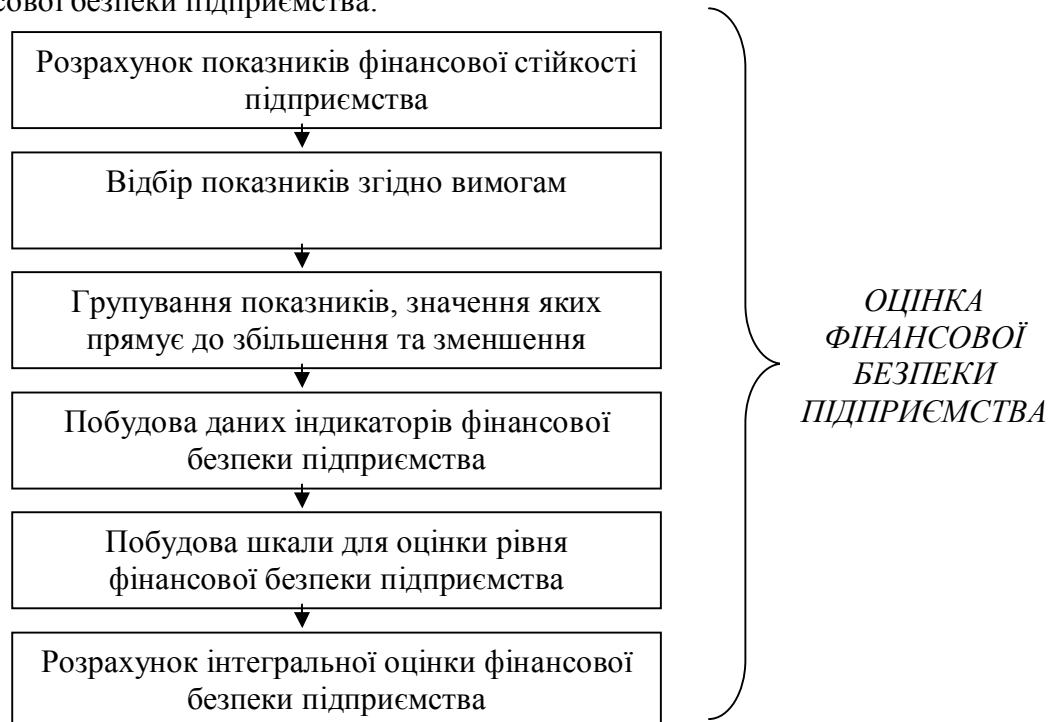 сової безпеки підприємства.
Розрахунок показників фінансової стійкості
підприємства
Відбір показників згідно вимогам
Групування показників, значення яких
прямує до збільшення та зменшення
Побудова даних індикаторів фінансової
безпеки підприємства
Побудова шкали для оцінки рівня
фінансової безпеки підприємства
Розрахунок інтегральної оцінки фінансової
безпеки підприємства
ОЦІНКА
ФІНАНСОВОЇ
БЕЗПЕКИ
ПІДПРИЄМСТВА